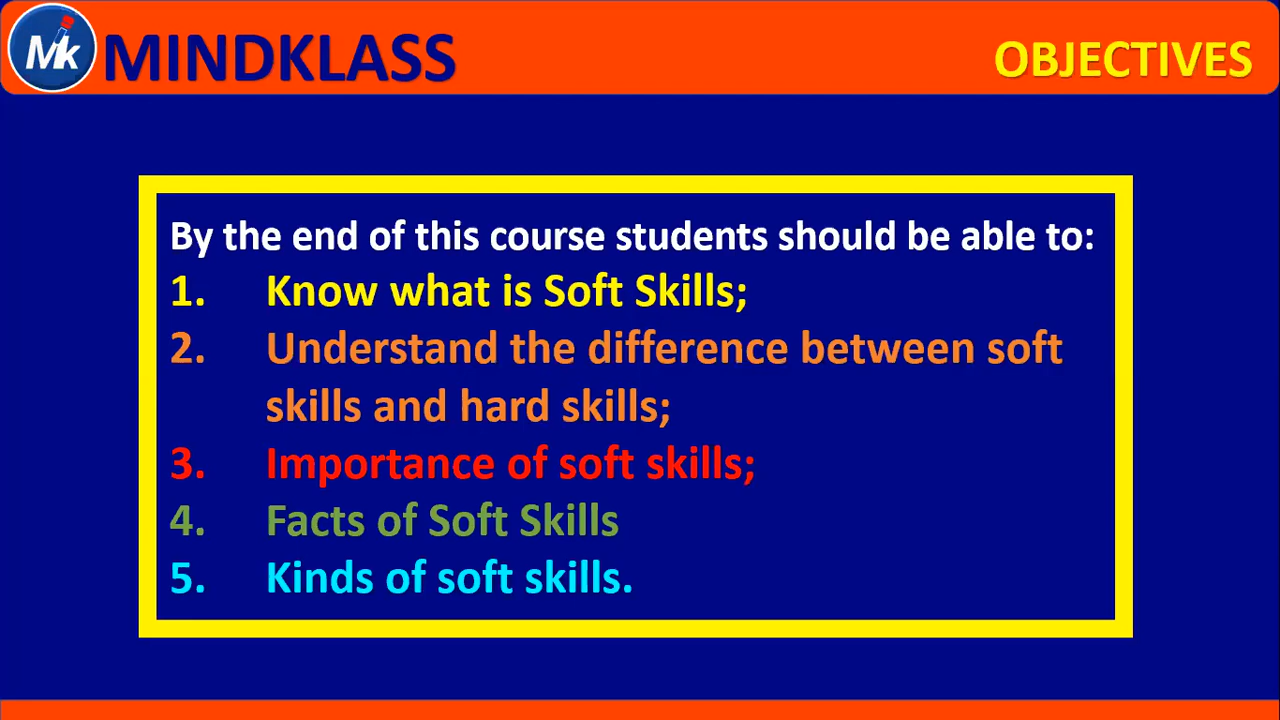 Mk MINDKLASS
OBJECTIVES
By the end of this course students should be able to:
1. Know what is Soft Skills;
2. Understand the difference between soft
skills and hard skills;
3. Importance of soft skills;
4. Facts of Soft Skills
5. Kinds of soft skills.